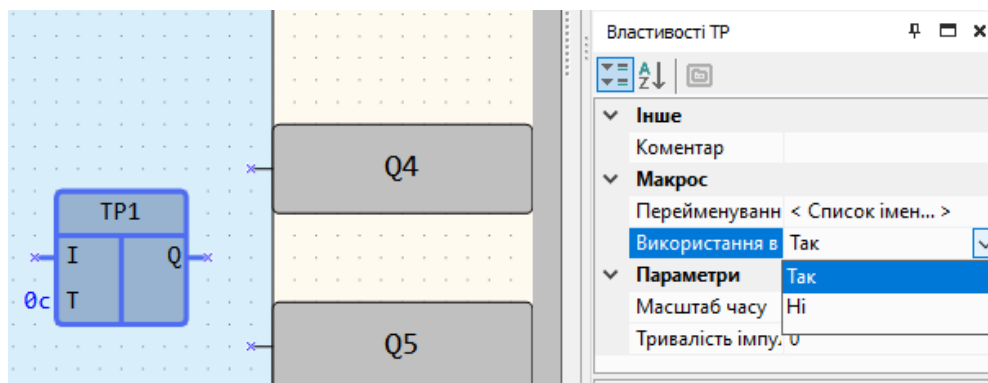 Q4
TP1
I Q
0с T
Q5
Властивості TP
Інше
Коментар
Макрос
Перейменуванн < Список імен... >
Використання в Так
Параметри Так
Масштаб часу Ні
Тривалість імпу. 0